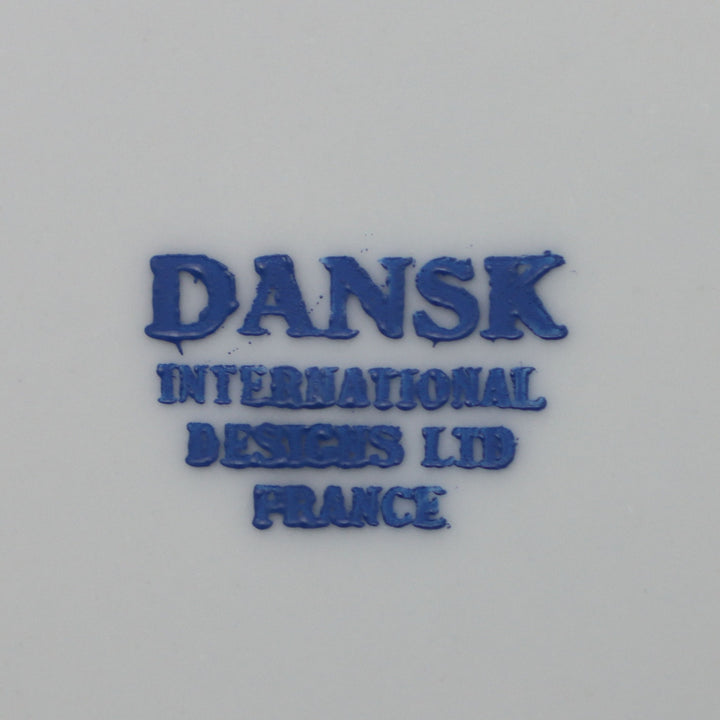 DANSK
INTERNATIONAL
DESIGNS LTD
FRANCE